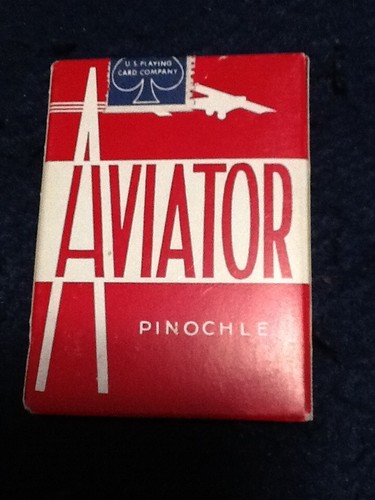 U.S. PLAYING
CARD COMPANY
AVIATOR
PINOCHLE